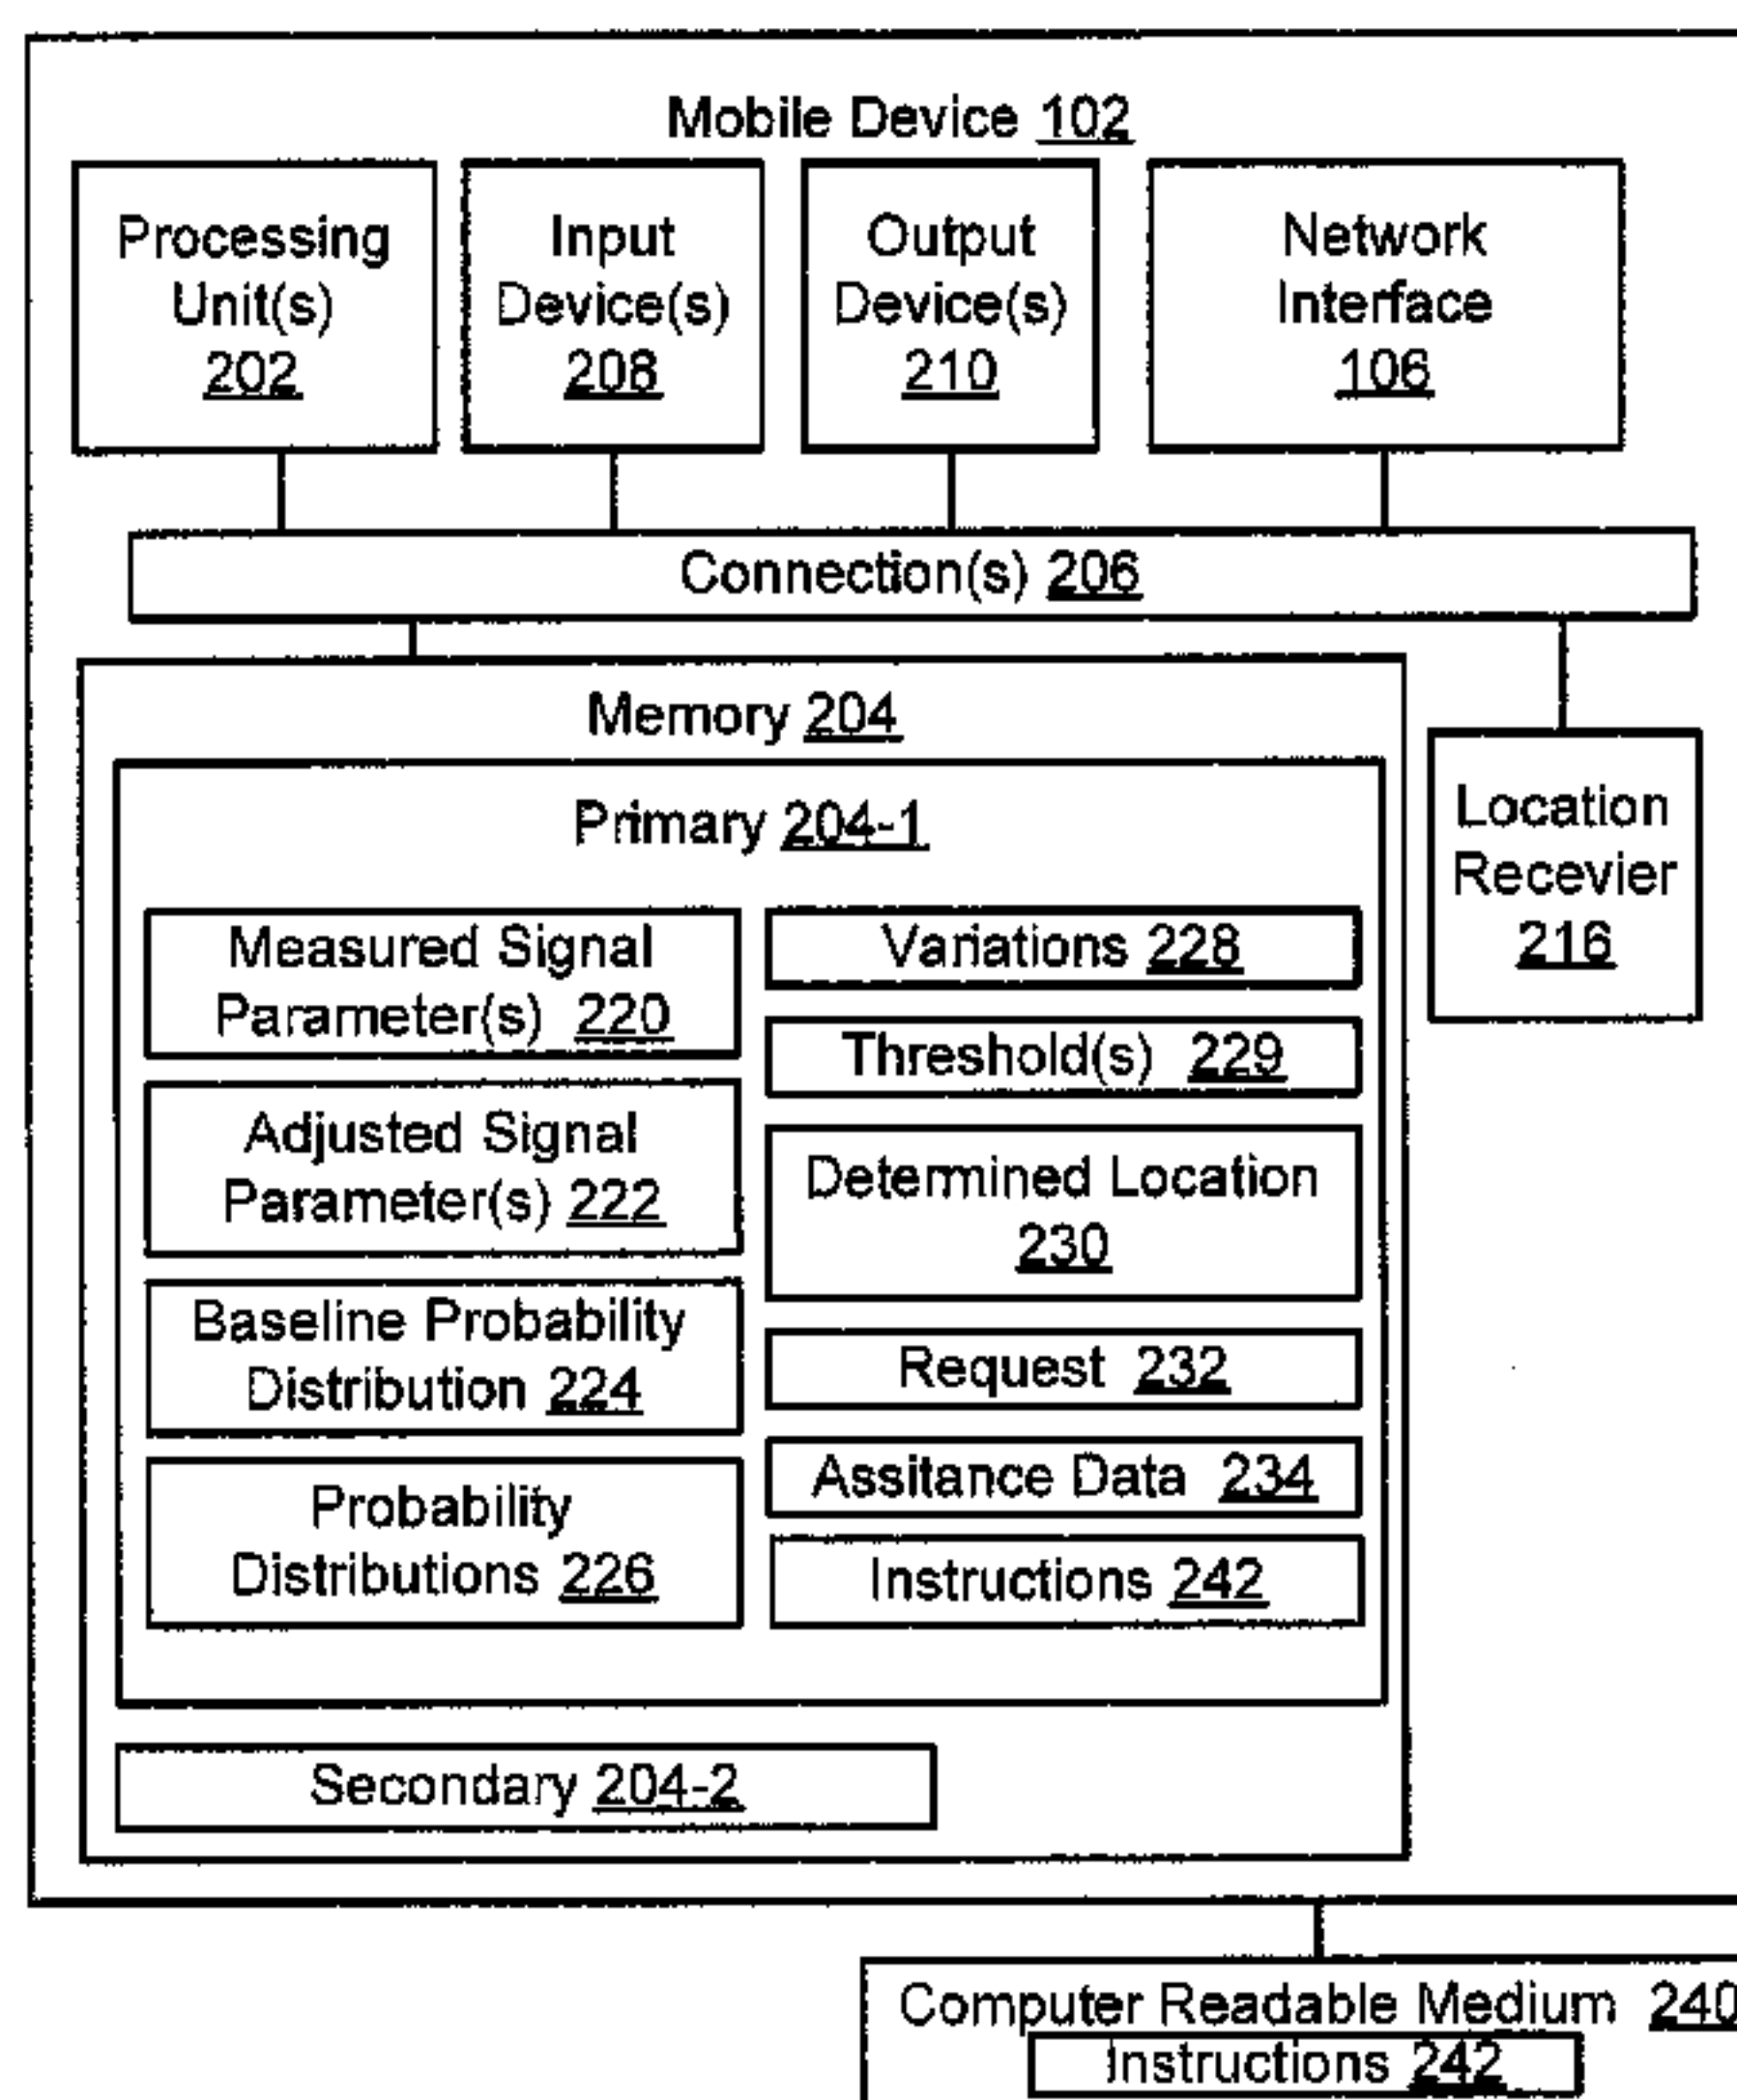 Mobile Device 102
Processing
Unit(s)
202
Input
Device(s)
208
Output
Device(s)
210
Network
Interface
106
Connection(s) 206
Memory 204
Primary 204-1
Measured Signal
Parameter(s) 220
Adjusted Signal
Parameter(s) 222
Baseline Probability
Distribution 224
Probability
Distributions 226
Variations 228
Threshold(s) 229
Determined Location
230
Request 232
Assitance Data 234
Instructions 242
Location
Recevier
216
Secondary 204-2
Computer Readable Medium 240
Instructions 242